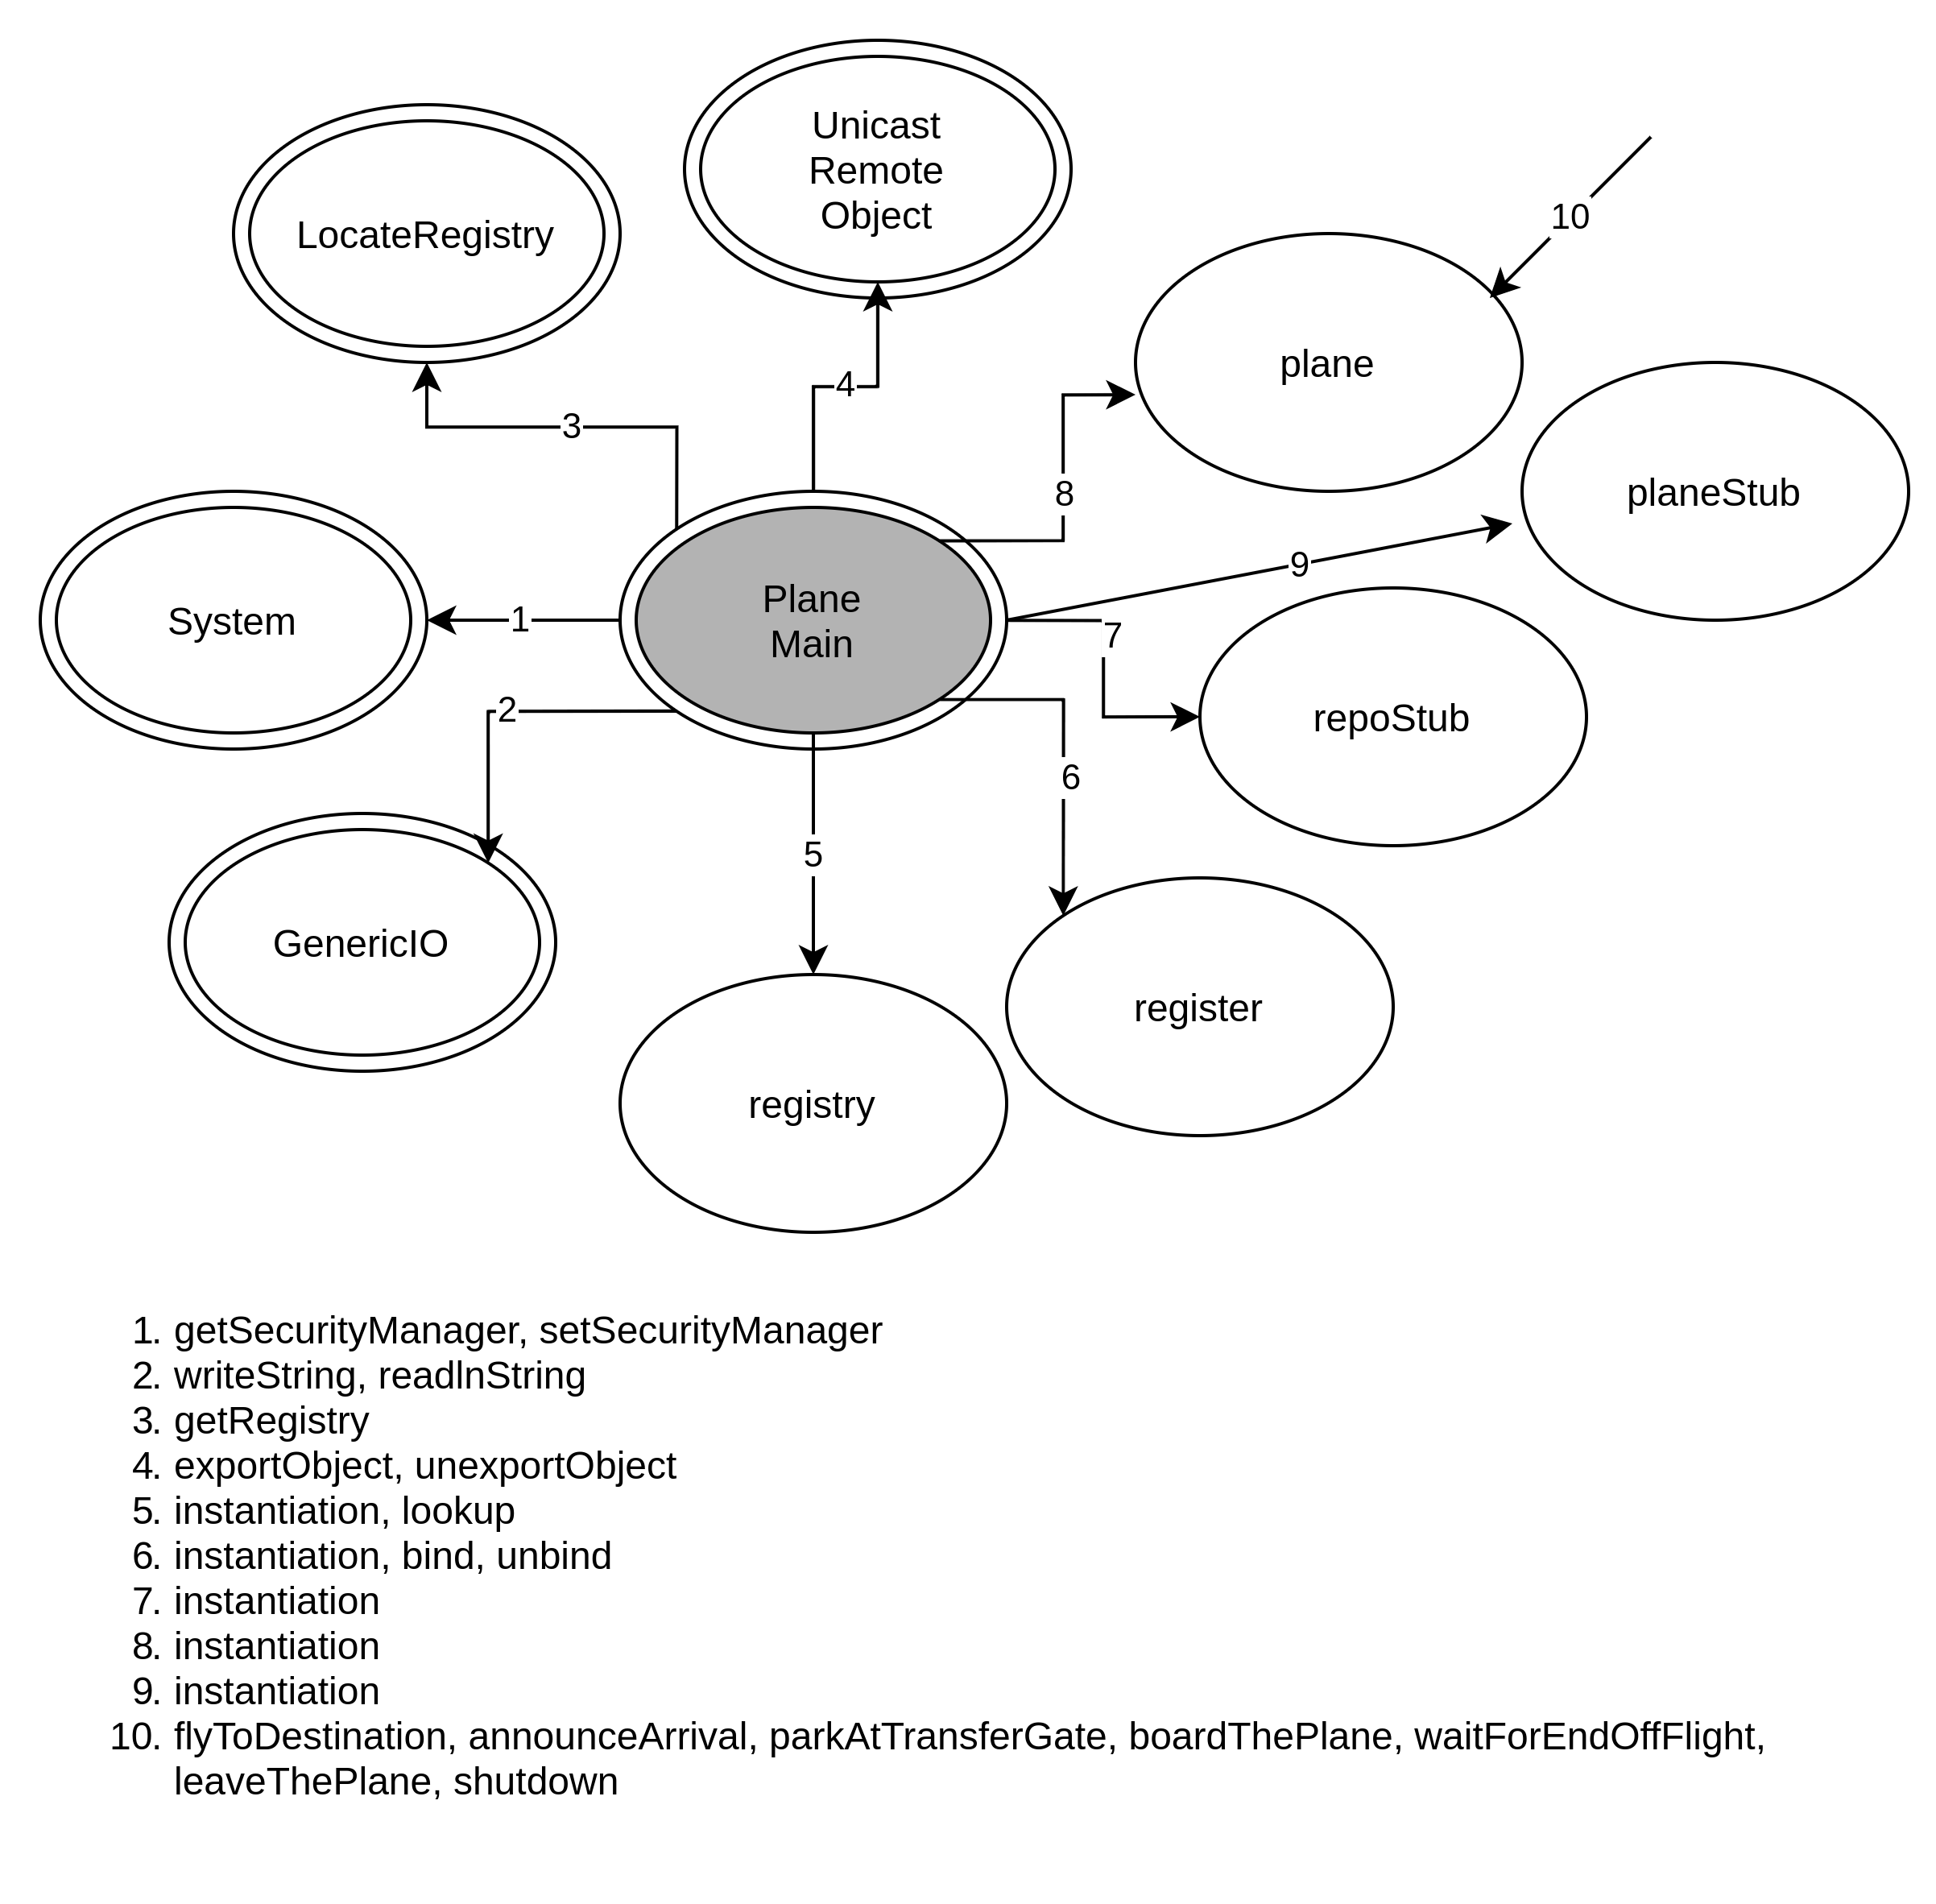 Unicast
Remote
Object
LocateRegistry
10
plane
4
3
planeStub
8
9
Plane
Main
System
1
7
2
repoStub
6
5
GenericIO
register
registry
1. getSecurityManager, setSecurityManager
2. writeString, readlnString
3. getRegistry
4. exportObject, unexportObject
5. instantiation, lookup
6. instantiation, bind, unbind
7. instantiation
8. instantiation
9. instantiation
10. flyToDestination, announceArrival, parkAtTransferGate, boardThePlane, waitForEndOffFlight,
leaveThePlane, shutdown